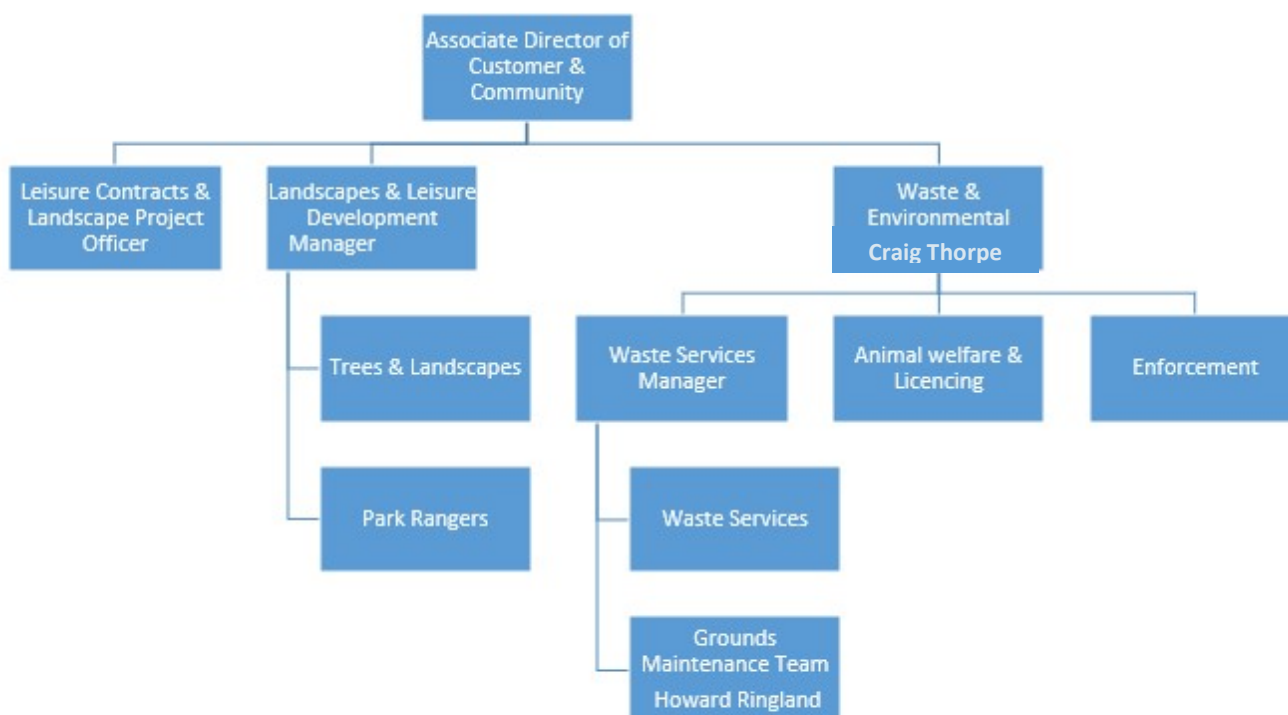 Associate Director of
Customer &
Community
Leisure Contracts &
Landscape Project
Officer
Landscapes & Leisure
Development
Manager
Waste &
Environmental
Craig Thorpe
Trees & Landscapes
Waste Services
Manager
Animal welfare &
Licencing
Enforcement
Park Rangers
Waste Services
Grounds
Maintenance Team
Howard Ringland